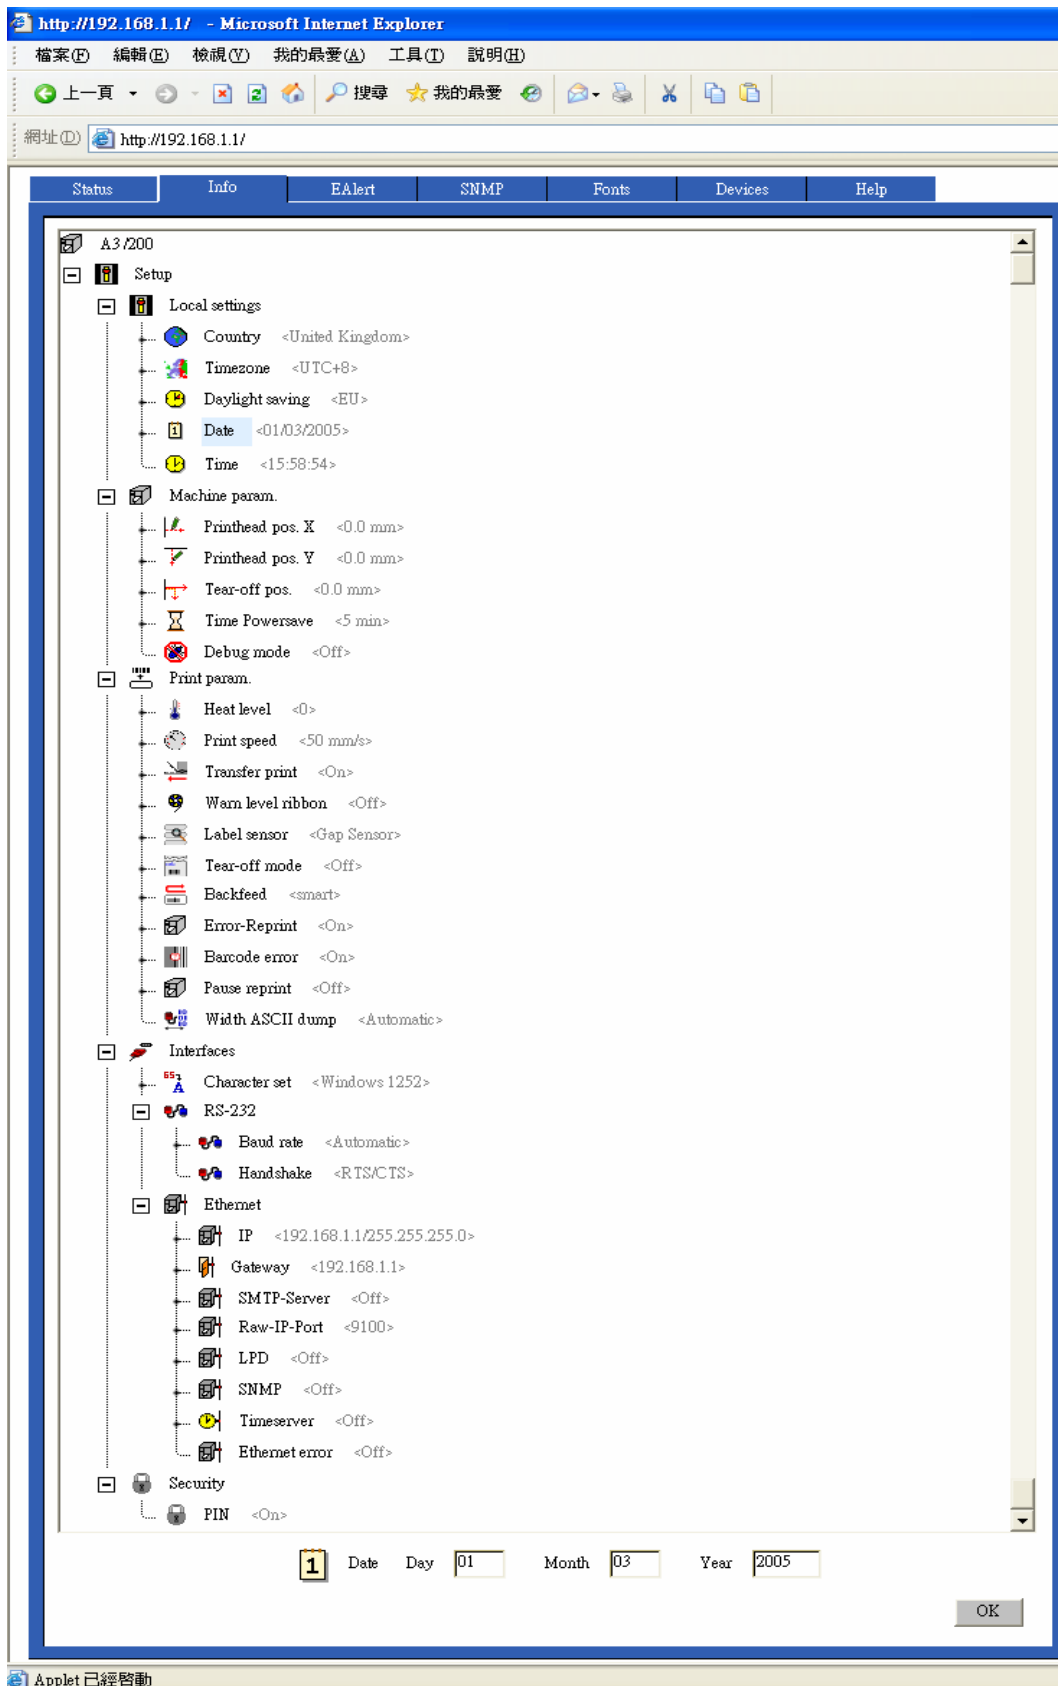 http://192.168.1.1/ - Microsoft Internet Explorer
檔案(F) 編輯(E) 檢視(V) 我的最愛(A) 工具(T) 說明(H)
上一頁 搜尋 我的最愛
網址(D) http://192.168.1.1/
Status Info EAlert SNMP Fonts Devices Help
A3/200
Setup
Local settings
Country <United Kingdom>
Timezone <UTC+8>
Daylight saving <EU>
Date <01/03/2005>
Time <15:58:54>
Machine param.
Printhead pos. X <0.0 mm>
Printhead pos. Y <0.0 mm>
Tear-off pos. <0.0 mm>
Time Powersave <5 min>
Debug mode <Off>
Print param.
Heat level <0>
Print speed <50 mm/s>
Transfer print <On>
Warn level ribbon <Off>
Label sensor <Gap Sensor>
Tear-off mode <Off>
Backfeed <smart>
Error-Reprint <On>
Barcode error <On>
Pause reprint <Off>
Width ASCII dump <Automatic>
Interfaces
Character set <Windows 1252>
RS-232
Baud rate <Automatic>
Handshake <RTS/CTS>
Ethernet
IP <192.168.1.1/255.255.255.0>
Gateway <192.168.1.1>
SMTP-Server <Off>
Raw-IP-Port <9100>
LPD <Off>
SNMP <Off>
Timeserver <Off>
Ethernet error <Off>
Security
PIN <On>
1 Date Day 01 Month 03 Year 2005
OK
Applet 已經啓動